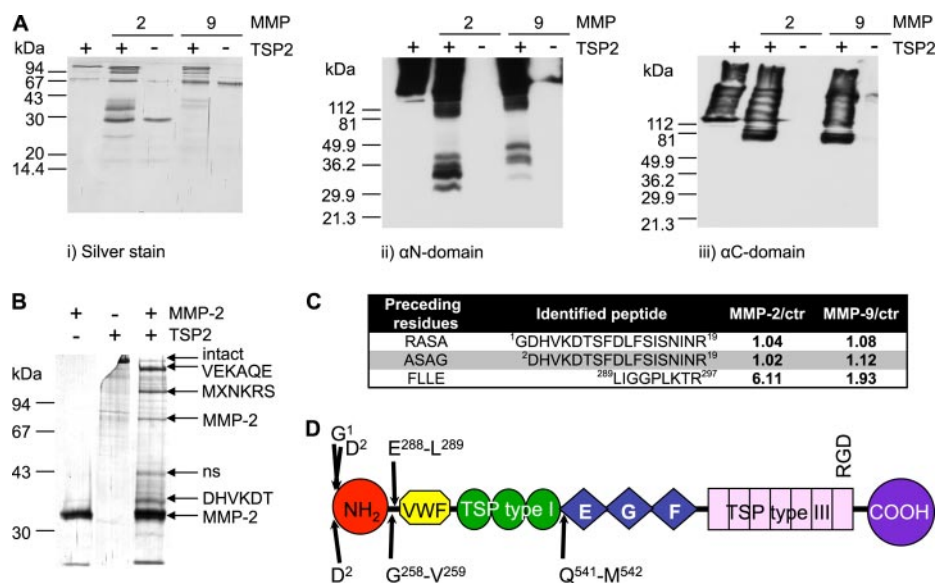 A
2 9 MMP
+ + - + - TSP2
kDa
94
67
43
30
20
14.4
i) Silver stain
2 9 MMP
+ + - + - TSP2
kDa
112
81
49.9
36.2
29.9
21.3
ii) αN-domain
2 9 MMP
+ + - + - TSP2
kDa
112
81
49.9
36.2
29.9
21.3
iii) αC-domain
B
+ - + MMP-2
- + + TSP2
kDa
94
67
43
30
intact
VEKAQE
MXNKRS
MMP-2
ns
DHVKDT
MMP-2
C
Preceding residues Identified peptide MMP-2/ctr MMP-9/ctr
RASA ¹GDHVKDTSFDLFSISNINR¹⁹ 1.04 1.08
ASAG ²DHVKDTSFDLFSISNINR¹⁹ 1.02 1.12
FLLE ²⁸⁹LIGGPLKTR²⁹⁷ 6.11 1.93
D
G¹
D²
E²⁸⁸-L²⁸⁹
RGD
NH₂ VWF TSP type I E G F TSP type III COOH
D²
G²⁵⁸-V²⁵⁹
Q⁵⁴¹-M⁵⁴²